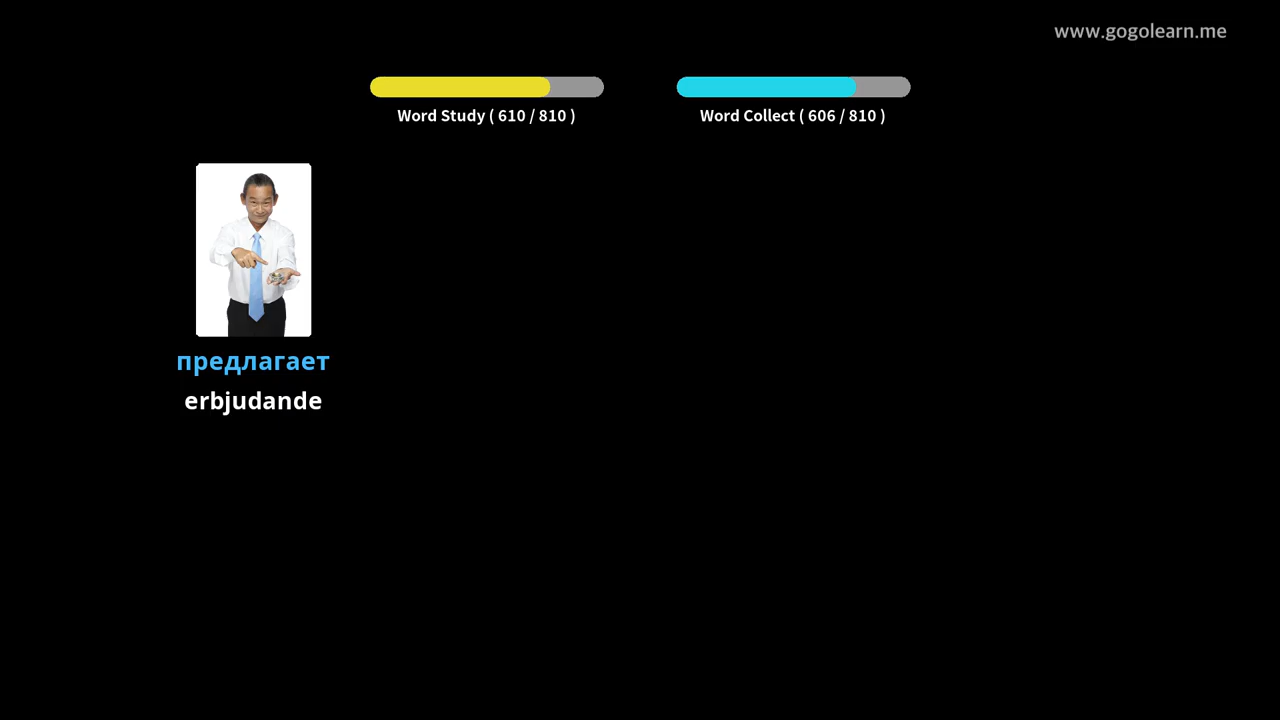 www.gogolearn.me
Word Study ( 610 / 810 )
Word Collect ( 606 / 810 )
предлагает
erbjudande